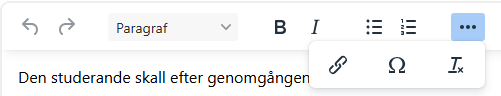 Paragraf B I
Ω
Den studerande skall efter genomgången